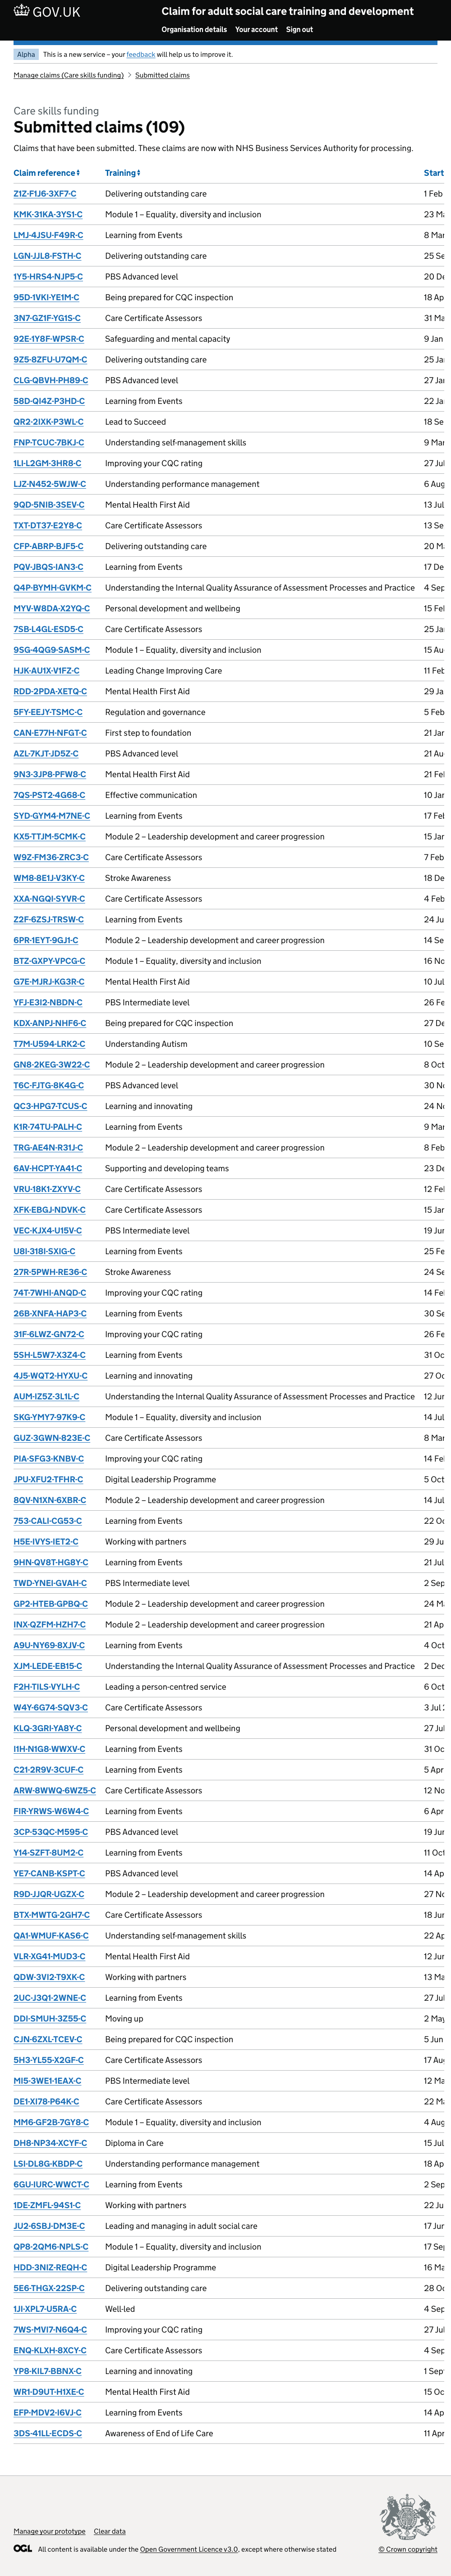 GOV.UK
Claim for adult social care training and development
Organisation details Your account Sign out
Alpha This is a new service – your feedback will help us to improve it.
Manage claims (Care skills funding) > Submitted claims
Care skills funding
Submitted claims (109)
Claims that have been submitted. These claims are now with NHS Business Services Authority for processing.
Claim reference Training Start
Z1Z-F1J6-3XF7-C Delivering outstanding care 1 Feb
KMK-31KA-3YS1-C Module 1 – Equality, diversity and inclusion 23 Ma
LMJ-4JSU-F49R-C Learning from Events 8 Mar
LGN-JJL8-FSTH-C Delivering outstanding care 25 Se
1Y5-HRS4-NJP5-C PBS Advanced level 20 De
95D-1VKI-YE1M-C Being prepared for CQC inspection 18 Ap
3N7-GZ1F-YG1S-C Care Certificate Assessors 31 Ma
92E-1Y8F-WPSR-C Safeguarding and mental capacity 9 Jan
9Z5-8ZFU-U7QM-C Delivering outstanding care 25 Jan
CLG-QBVH-PH89-C PBS Advanced level 27 Jan
58D-QI4Z-P3HD-C Learning from Events 22 Jan
QR2-2IXK-P3WL-C Lead to Succeed 18 Se
FNP-TCUC-7BKJ-C Understanding self-management skills 9 Mar
1LI-L2GM-3HR8-C Improving your CQC rating 27 Jul
LJZ-N452-5WJW-C Understanding performance management 6 Aug
9QD-5NIB-3SEV-C Mental Health First Aid 13 Jul
TXT-DT37-E2Y8-C Care Certificate Assessors 13 Se
CFP-ABRP-BJF5-C Delivering outstanding care 20 Ma
PQV-JBQS-IAN3-C Learning from Events 17 De
Q4P-BYMH-GVKM-C Understanding the Internal Quality Assurance of Assessment Processes and Practice 4 Sep
MYV-W8DA-X2YQ-C Personal development and wellbeing 15 Feb
7SB-L4GL-ESD5-C Care Certificate Assessors 25 Jan
9SG-4QG9-SASM-C Module 1 – Equality, diversity and inclusion 15 Au
HJK-AU1X-V1FZ-C Leading Change Improving Care 11 Feb
RDD-2PDA-XETQ-C Mental Health First Aid 29 Ja
5FY-EEJY-TSMC-C Regulation and governance 5 Feb
CAN-E77H-NFGT-C First step to foundation 21 Jan
AZL-7KJT-JD5Z-C PBS Advanced level 21 Au
9N3-3JP8-PFW8-C Mental Health First Aid 21 Feb
7QS-PST2-4G68-C Effective communication 10 Jan
SYD-GYM4-M7NE-C Learning from Events 17 Feb
KX5-TTJM-5CMK-C Module 2 – Leadership development and career progression 15 Jan
W9Z-FM36-ZRC3-C Care Certificate Assessors 7 Feb
WM8-8E1J-V3KY-C Stroke Awareness 18 De
XXA-NGQI-SYVR-C Care Certificate Assessors 4 Feb
Z2F-6ZSJ-TRSW-C Learning from Events 24 Ju
6PR-1EYT-9GJ1-C Module 2 – Leadership development and career progression 14 Se
BTZ-GXPY-VPCG-C Module 1 – Equality, diversity and inclusion 16 No
G7E-MJRJ-KG3R-C Mental Health First Aid 10 Jul
YFJ-E3I2-NBDN-C PBS Intermediate level 26 Fe
KDX-ANPJ-NHF6-C Being prepared for CQC inspection 27 De
T7M-U594-LRK2-C Understanding Autism 10 Se
GN8-2KEG-3W22-C Module 2 – Leadership development and career progression 8 Oct
T6C-FJTG-8K4G-C PBS Advanced level 30 No
QC3-HPG7-TCUS-C Learning and innovating 24 No
K1R-74TU-PALH-C Learning from Events 9 Mar
TRG-AE4N-R31J-C Module 2 – Leadership development and career progression 8 Feb
6AV-HCPT-YA41-C Supporting and developing teams 23 De
VRU-18K1-ZXYV-C Care Certificate Assessors 12 Feb
XFK-EBGJ-NDVK-C Care Certificate Assessors 15 Jan
VEC-KJX4-U15V-C PBS Intermediate level 19 Jun
U8I-318I-SXIG-C Learning from Events 25 Fe
27R-5PWH-RE36-C Stroke Awareness 24 Se
74T-7WHI-ANQD-C Improving your CQC rating 14 Feb
26B-XNFA-HAP3-C Learning from Events 30 Se
31F-6LWZ-GN72-C Improving your CQC rating 26 Fe
5SH-L5W7-X3Z4-C Learning from Events 31 Oc
4J5-WQT2-HYXU-C Learning and innovating 27 Oc
AUM-IZ5Z-3L1L-C Understanding the Internal Quality Assurance of Assessment Processes and Practice 12 Jun
SKG-YMY7-97K9-C Module 1 – Equality, diversity and inclusion 14 Jul
GUZ-3GWN-823E-C Care Certificate Assessors 8 Mar
PIA-SFG3-KNBV-C Improving your CQC rating 14 Feb
JPU-XFU2-TFHR-C Digital Leadership Programme 5 Oct
8QV-N1XN-6XBR-C Module 2 – Leadership development and career progression 14 Jul
753-CALI-CG53-C Learning from Events 22 Oc
H5E-IVYS-IET2-C Working with partners 29 Ju
9HN-QV8T-HG8Y-C Learning from Events 21 Jul
TWD-YNEI-GVAH-C PBS Intermediate level 2 Sep
GP2-HTEB-GPBQ-C Module 2 – Leadership development and career progression 24 Ma
INX-QZFM-HZH7-C Module 2 – Leadership development and career progression 21 Ap
A9U-NY69-8XJV-C Learning from Events 4 Oct
XJM-LEDE-EB15-C Understanding the Internal Quality Assurance of Assessment Processes and Practice 2 Dec
F2H-TILS-VYLH-C Leading a person-centred service 6 Oct
W4Y-6G74-SQV3-C Care Certificate Assessors 3 Jul 2
KLQ-3GRI-YA8Y-C Personal development and wellbeing 27 Jul
I1H-N1G8-WWXV-C Learning from Events 31 Oc
C21-2R9V-3CUF-C Learning from Events 5 Apr
ARW-8WWQ-6WZ5-C Care Certificate Assessors 12 No
FIR-YRWS-W6W4-C Learning from Events 6 Apr
3CP-53QC-M595-C PBS Advanced level 19 Jun
Y14-SZFT-8UM2-C Learning from Events 11 Oct
YE7-CANB-KSPT-C PBS Advanced level 14 Ap
R9D-JJQR-UGZX-C Module 2 – Leadership development and career progression 27 No
BTX-MWTG-2GH7-C Care Certificate Assessors 18 Jun
QA1-WMUF-KAS6-C Understanding self-management skills 22 Ap
VLR-XG41-MUD3-C Mental Health First Aid 12 Jun
QDW-3VI2-T9XK-C Working with partners 13 Ma
2UC-J3Q1-2WNE-C Learning from Events 27 Jul
DDI-SMUH-3Z55-C Moving up 2 May
CJN-6ZXL-TCEV-C Being prepared for CQC inspection 5 Jun
5H3-YL55-X2GF-C Care Certificate Assessors 17 Aug
MI5-3WE1-1EAX-C PBS Intermediate level 12 Ma
DE1-XI78-P64K-C Care Certificate Assessors 22 Ma
MM6-GF2B-7GY8-C Module 1 – Equality, diversity and inclusion 4 Aug
DH8-NP34-XCYF-C Diploma in Care 15 Jul
LSI-DL8G-KBDP-C Understanding performance management 18 Ap
6GU-IURC-WWCT-C Learning from Events 2 Sep
1DE-ZMFL-94S1-C Working with partners 22 Ju
JU2-6SBJ-DM3E-C Leading and managing in adult social care 17 Jun
QP8-2QM6-NPLS-C Module 1 – Equality, diversity and inclusion 17 Sep
HDD-3NIZ-REQH-C Digital Leadership Programme 16 Ma
5E6-THGX-22SP-C Delivering outstanding care 28 Oc
1JI-XPL7-U5RA-C Well-led 4 Sep
7WS-MVI7-N6Q4-C Improving your CQC rating 27 Jul
ENQ-KLXH-8XCY-C Care Certificate Assessors 4 Sep
YP8-KIL7-BBNX-C Learning and innovating 1 Sep
WR1-D9UT-H1XE-C Mental Health First Aid 15 Oc
EFP-MDV2-I6VJ-C Learning from Events 14 Ap
3DS-41LL-ECDS-C Awareness of End of Life Care 11 Apr
Manage your prototype Clear data
OGL All content is available under the Open Government Licence v3.0, except where otherwise stated
© Crown copyright